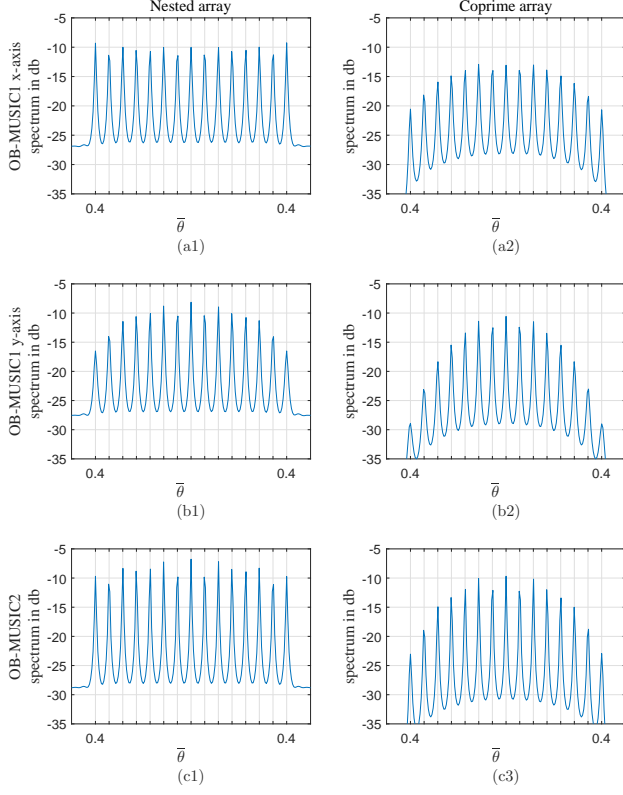 Nested array
Coprime array
OB-MUSIC1 x-axis
spectrum in db
-5
-10
-15
-20
-25
-30
-35
0.4
0.4
θ
(a1)
spectrum in db
-5
-10
-15
-20
-25
-30
-35
0.4
0.4
θ
(a2)
OB-MUSIC1 y-axis
spectrum in db
-5
-10
-15
-20
-25
-30
-35
0.4
0.4
θ
(b1)
spectrum in db
-5
-10
-15
-20
-25
-30
-35
0.4
0.4
θ
(b2)
OB-MUSIC2
spectrum in db
-5
-10
-15
-20
-25
-30
-35
0.4
0.4
θ
(c1)
spectrum in db
-5
-10
-15
-20
-25
-30
-35
0.4
0.4
θ
(c3)